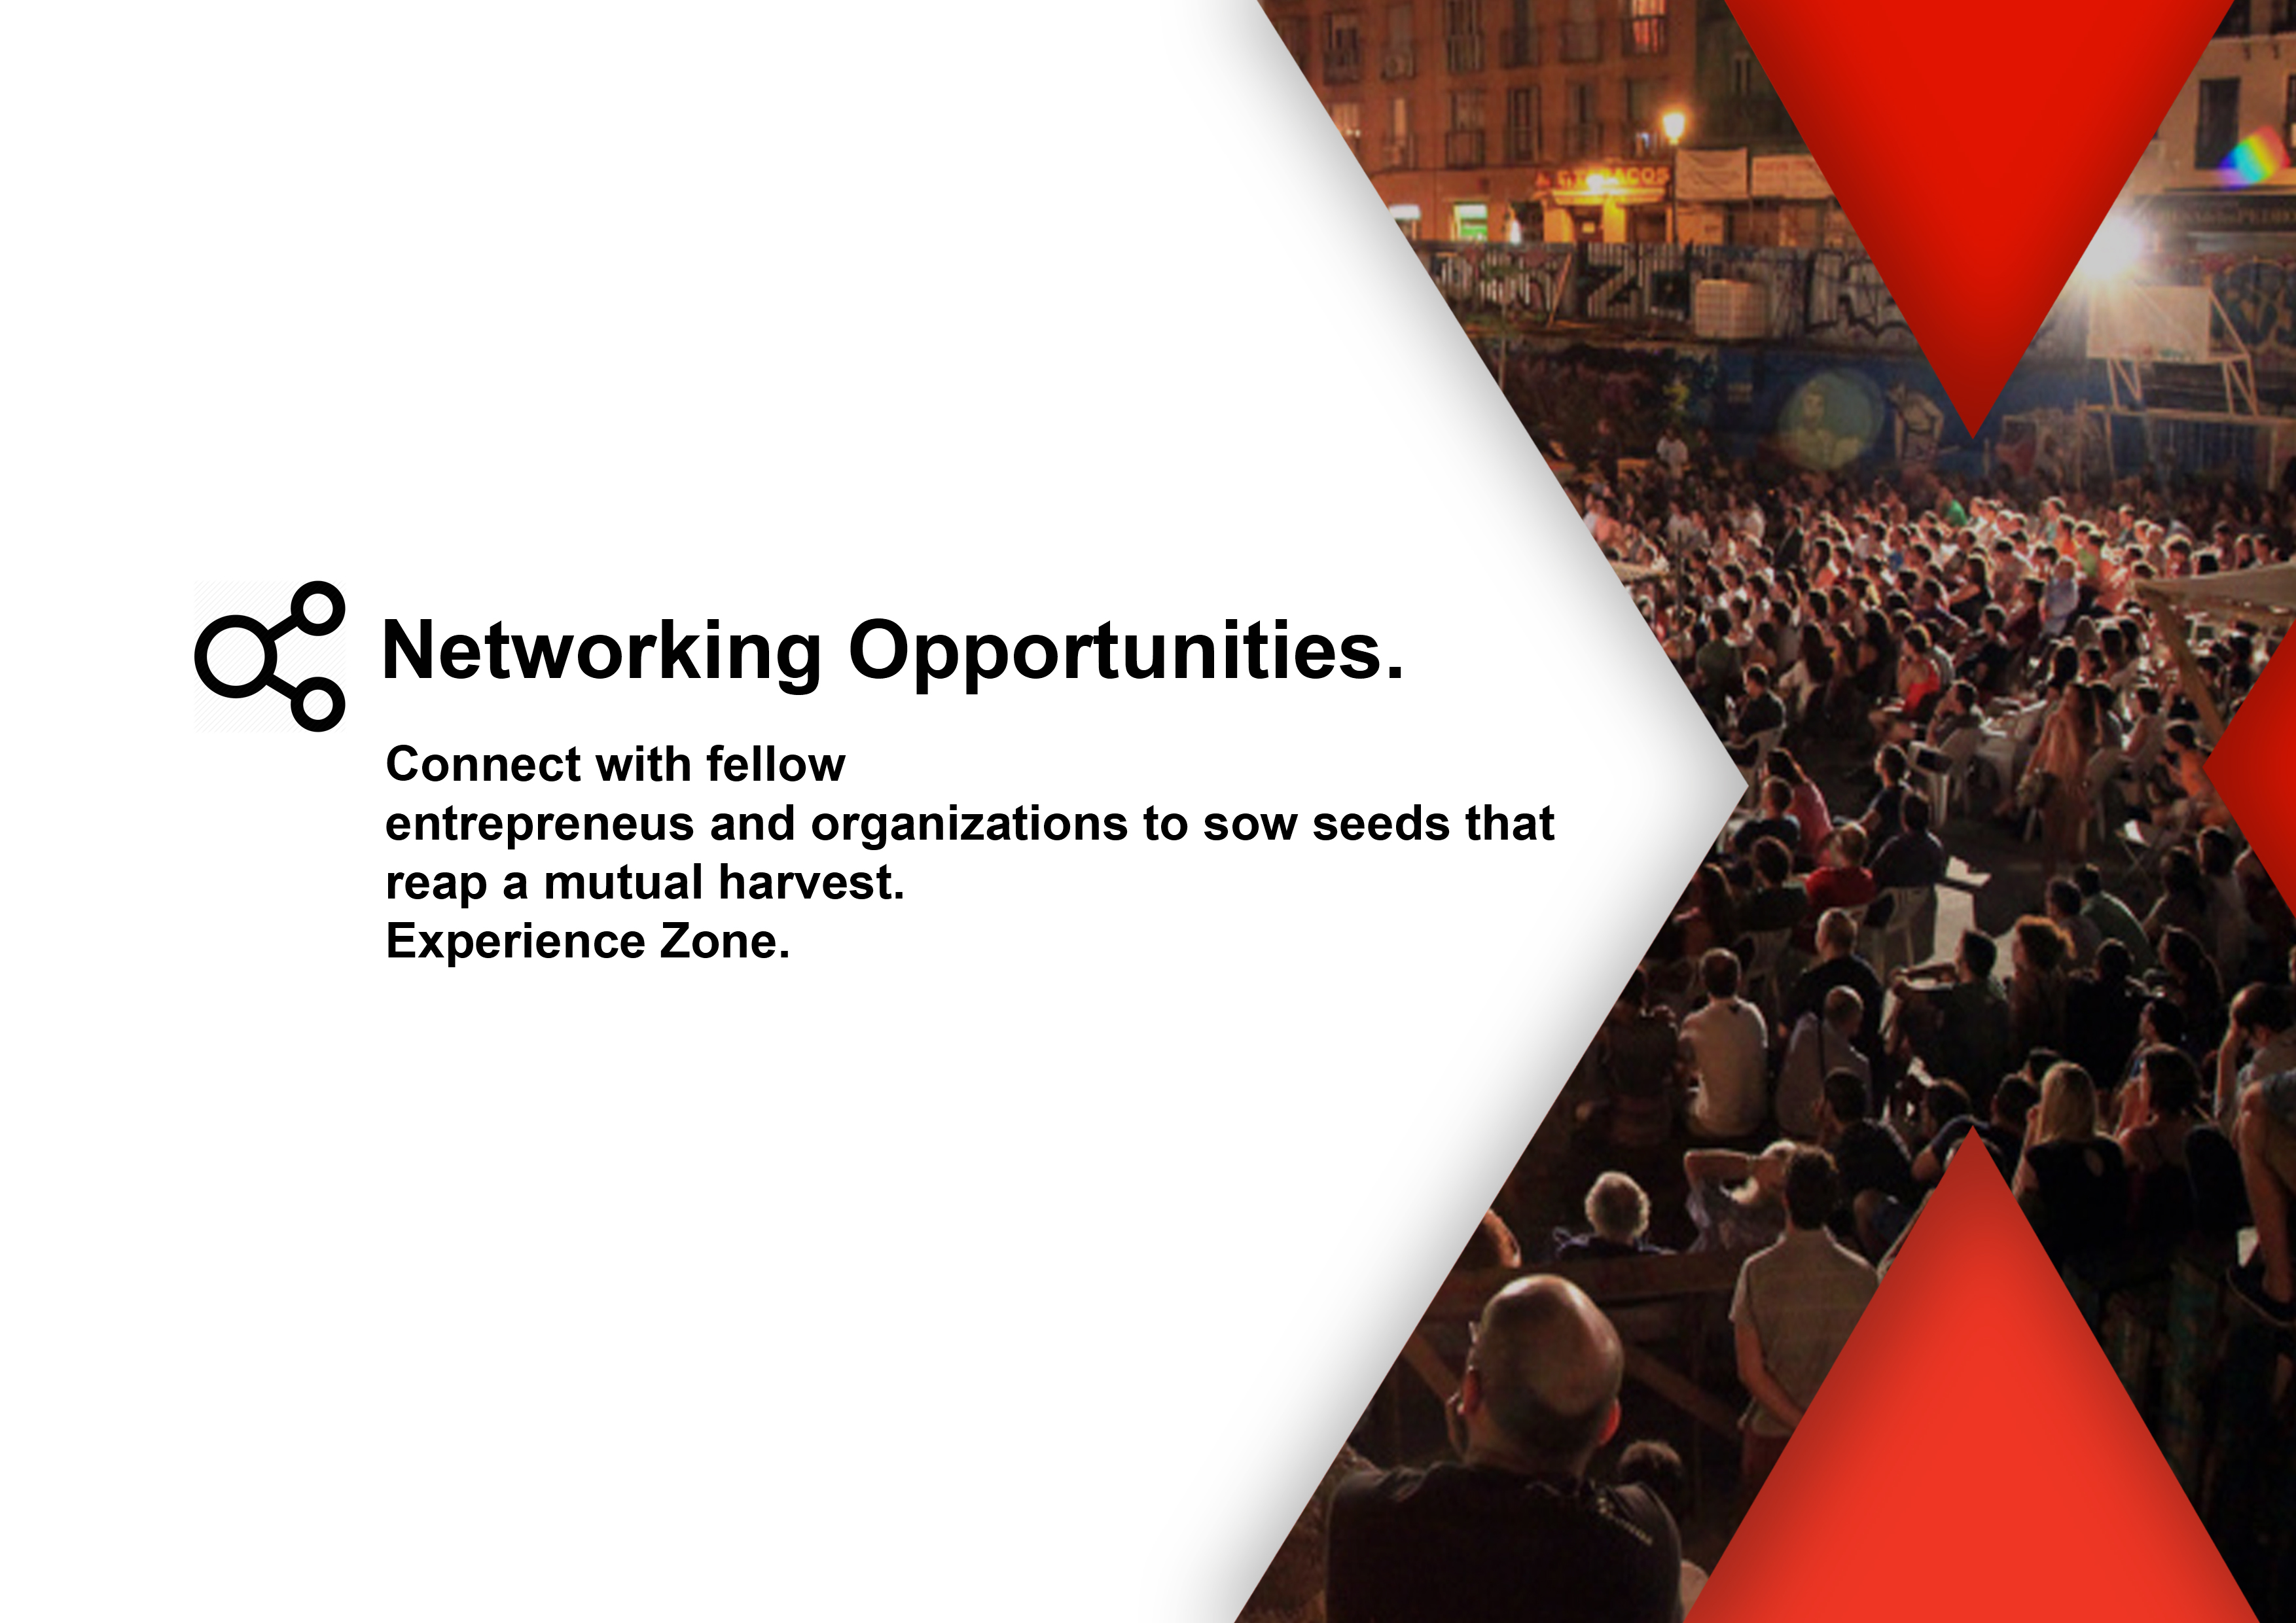 Networking Opportunities.
Connect with fellow
entrepreneus and organizations to sow seeds that
reap a mutual harvest.
Experience Zone.